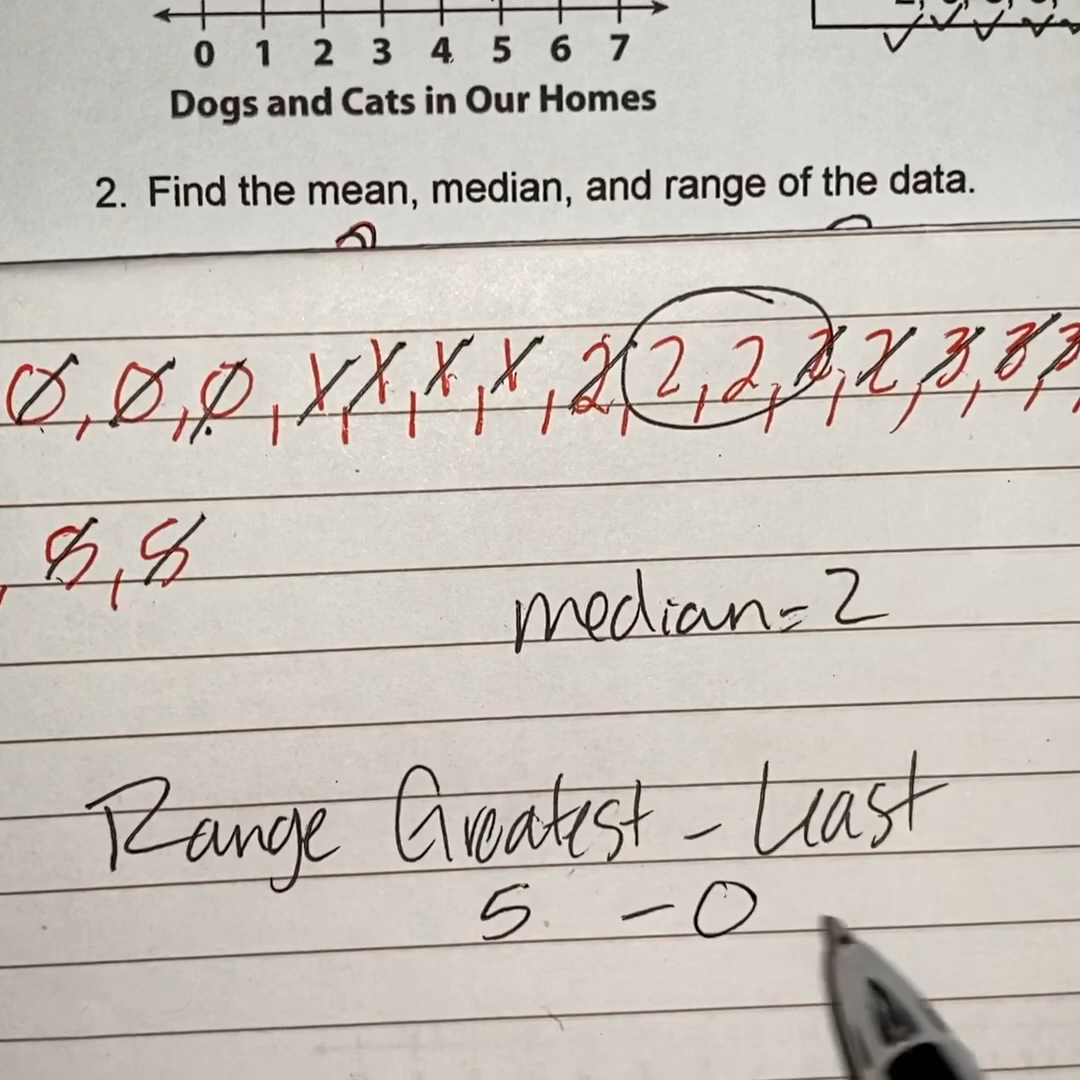 0 1 2 3 4 5 6 7
Dogs and Cats in Our Homes
2. Find the mean, median, and range of the data.
0, 0, 0, 1, 1, 1, 1, 2, 2, 2, 2, 2, 3, 3, 3
5, 5
median = 2
Range Greatest - Least
5 - 0